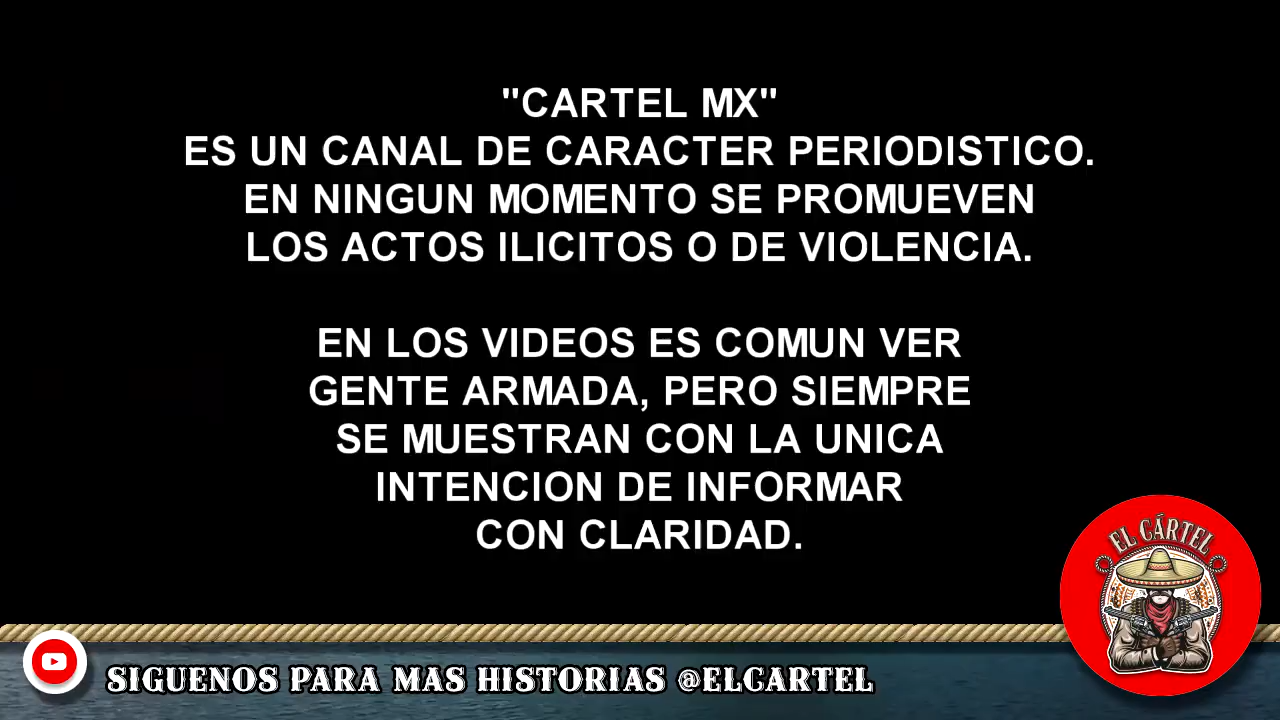 "CARTEL MX"
ES UN CANAL DE CARACTER PERIODISTICO.
EN NINGUN MOMENTO SE PROMUEVEN
LOS ACTOS ILICITOS O DE VIOLENCIA.
EN LOS VIDEOS ES COMUN VER
GENTE ARMADA, PERO SIEMPRE
SE MUESTRAN CON LA UNICA
INTENCION DE INFORMAR
CON CLARIDAD.
EL CÁRTEL
SIGUENOS PARA MAS HISTORIAS @ELCARTEL